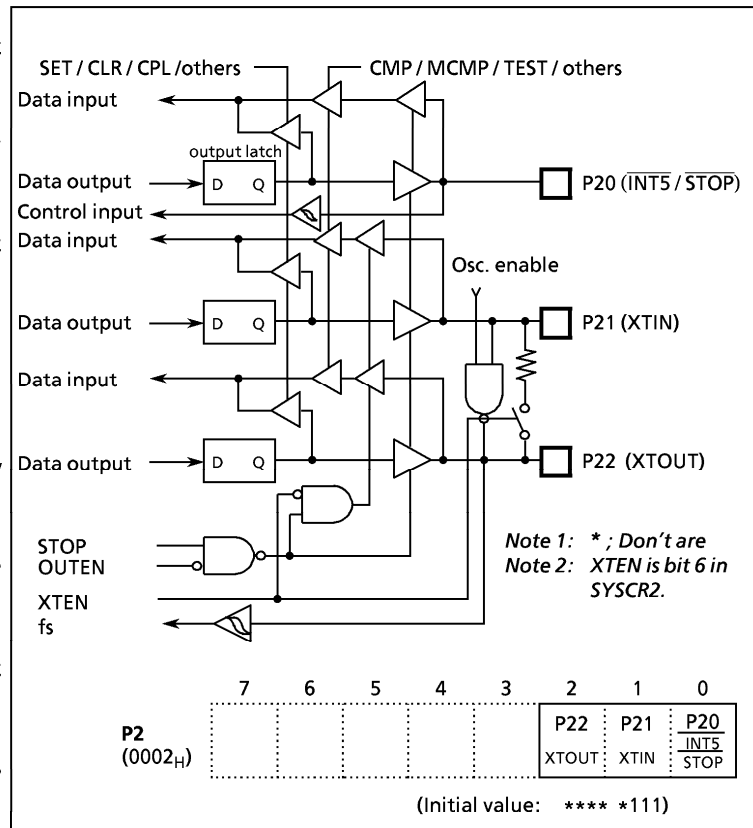 SET / CLR / CPL /others
CMP / MCMP / TEST / others
Data input
output latch
Data output
D Q
P20 (INT5 / STOP)
Control input
Data input
Osc. enable
Data output
D Q
P21 (XTIN)
Data input
Data output
D Q
P22 (XTOUT)
STOP
OUTEN
XTEN
fs
Note 1: * ; Don't are
Note 2: XTEN is bit 6 in
SYSCR2.
7 6 5 4 3 2 1 0
P2
(0002H)
P22 P21 P20
XTOUT XTIN INT5
STOP
(Initial value: **** *111)